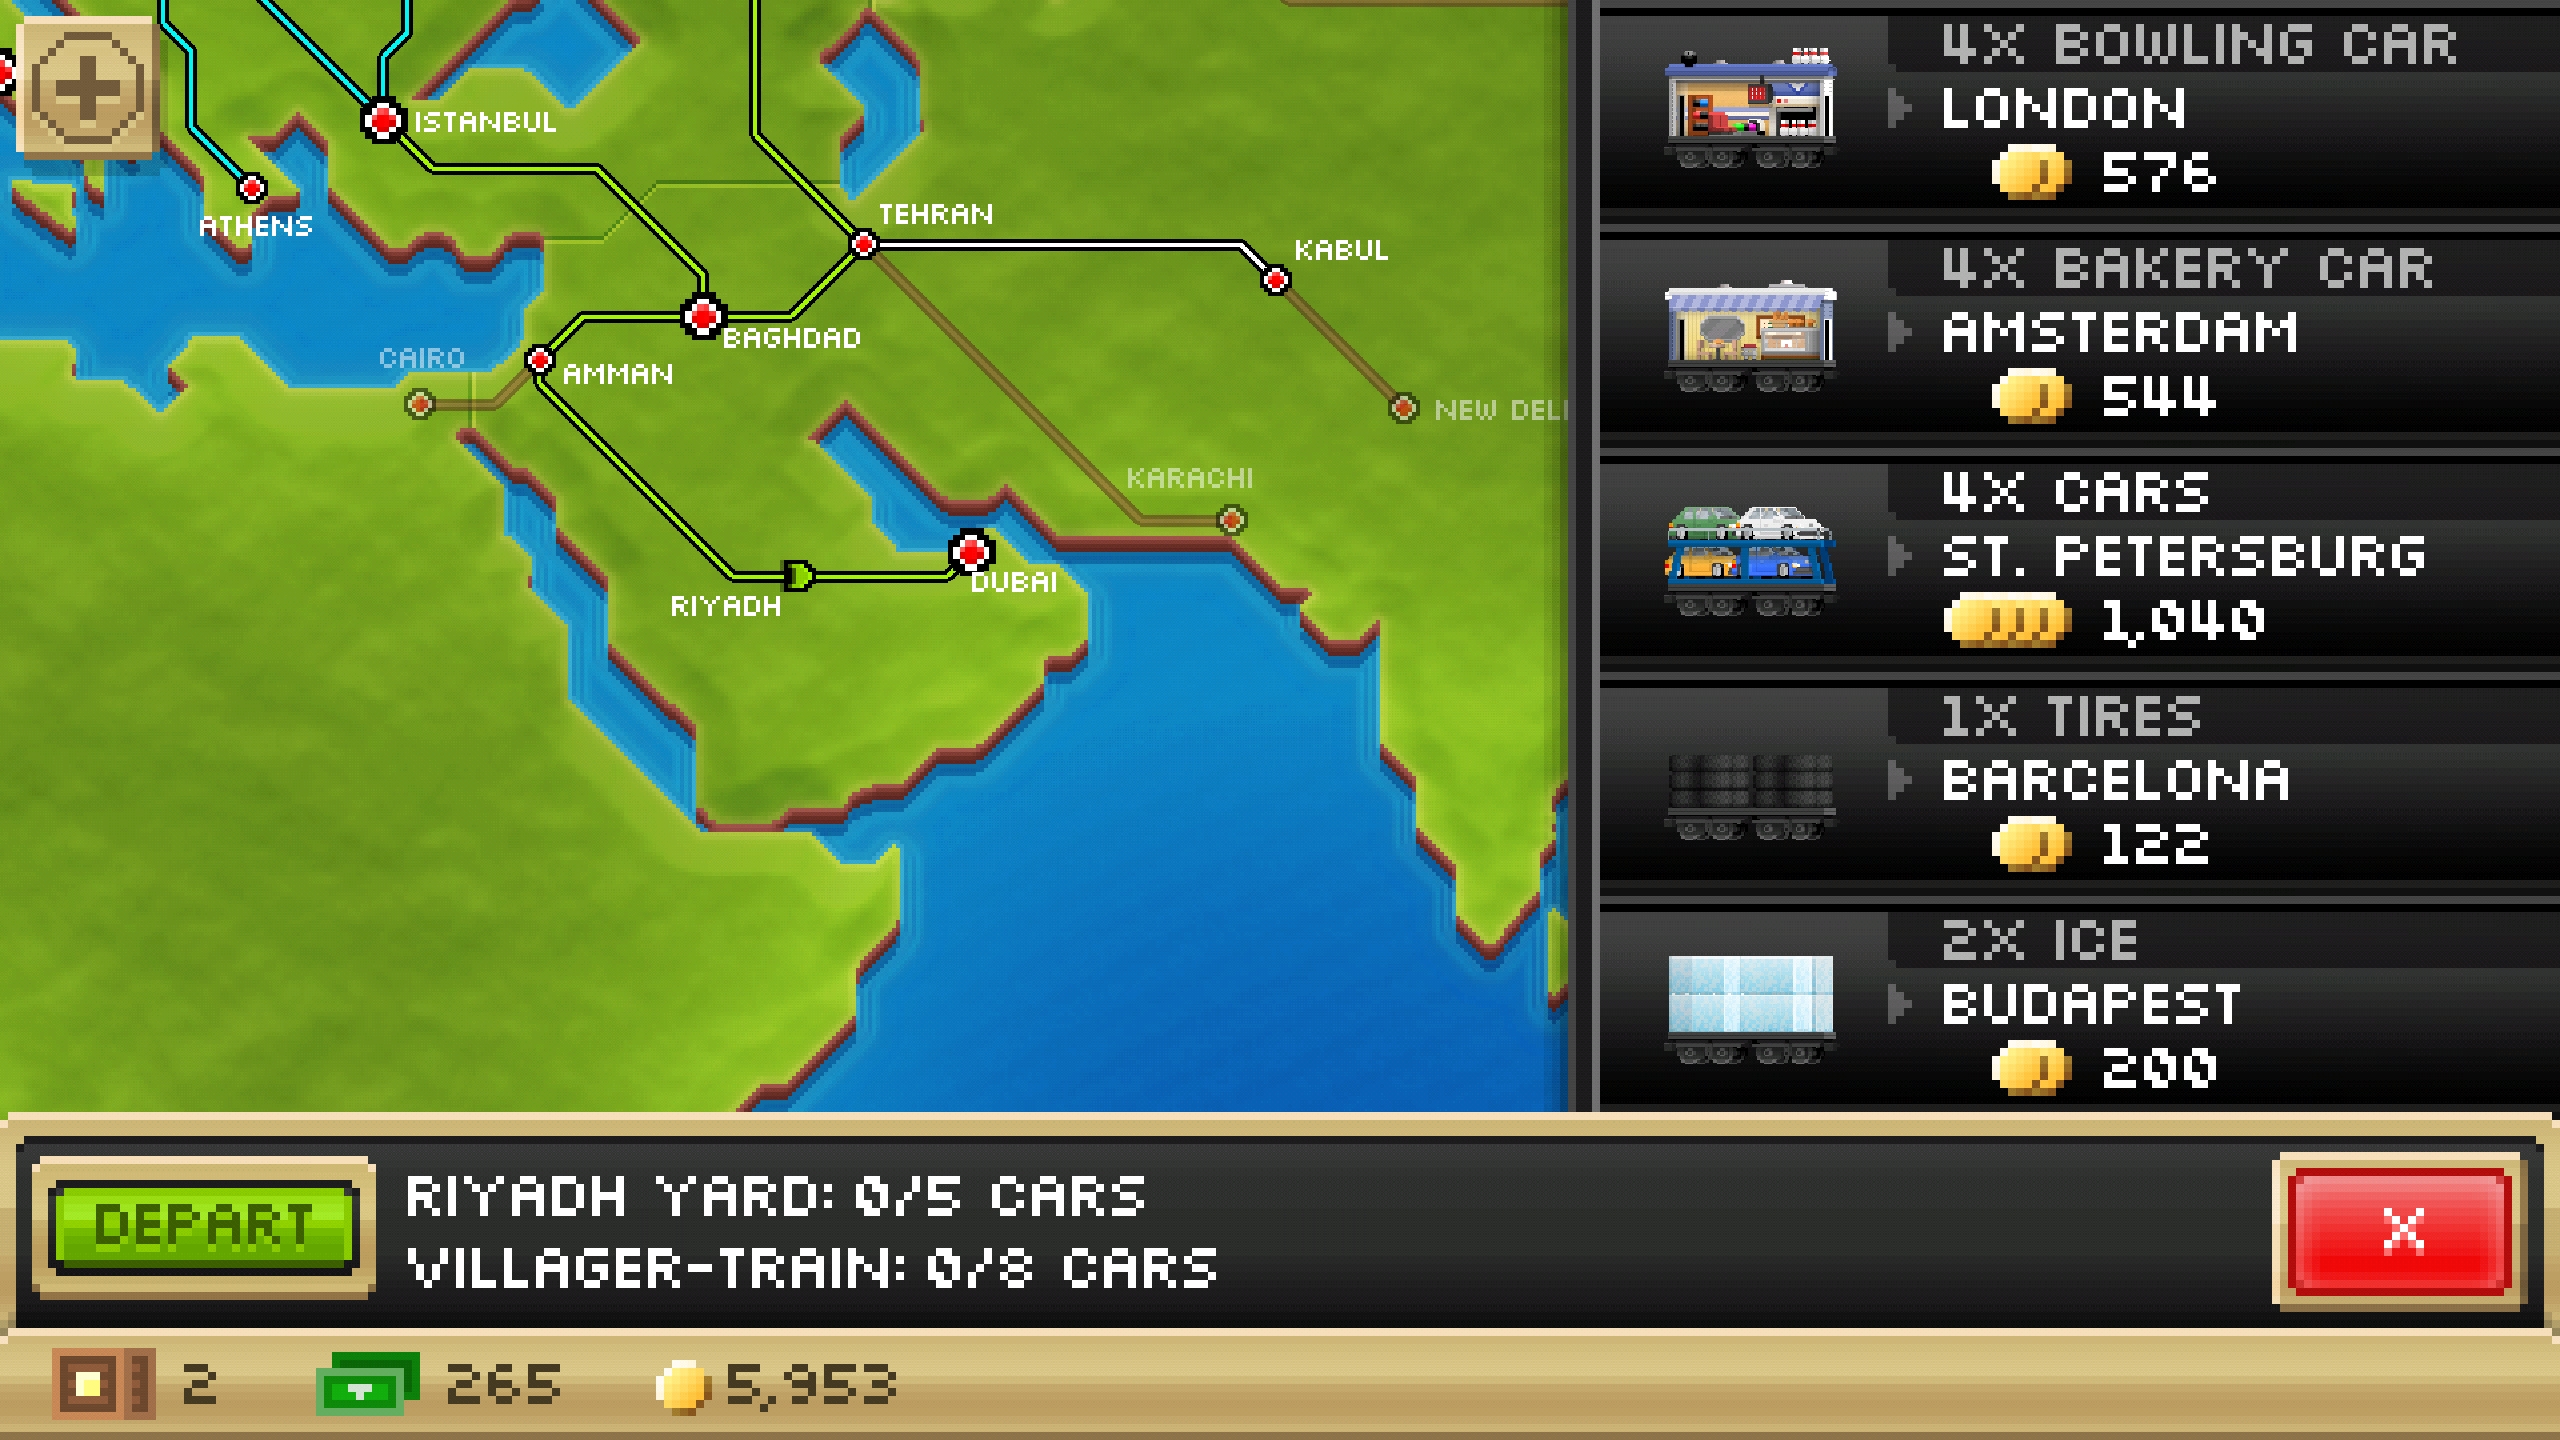 ISTANBUL
ATHENS
TEHRAN
KABUL
BAGHDAD
CAIRO
AMMAN
NEW DEL
KARACHI
DUBAI
RIYADH
4X BOWLING CAR
LONDON
576
4X BAKERY CAR
AMSTERDAM
544
4X CARS
ST. PETERSBURG
1,040
1X TIRES
BARCELONA
122
2X ICE
BUDAPEST
200
DEPART
RIYADH YARD: 0/5 CARS
VILLAGER-TRAIN: 0/8 CARS
X
2
265
5,953